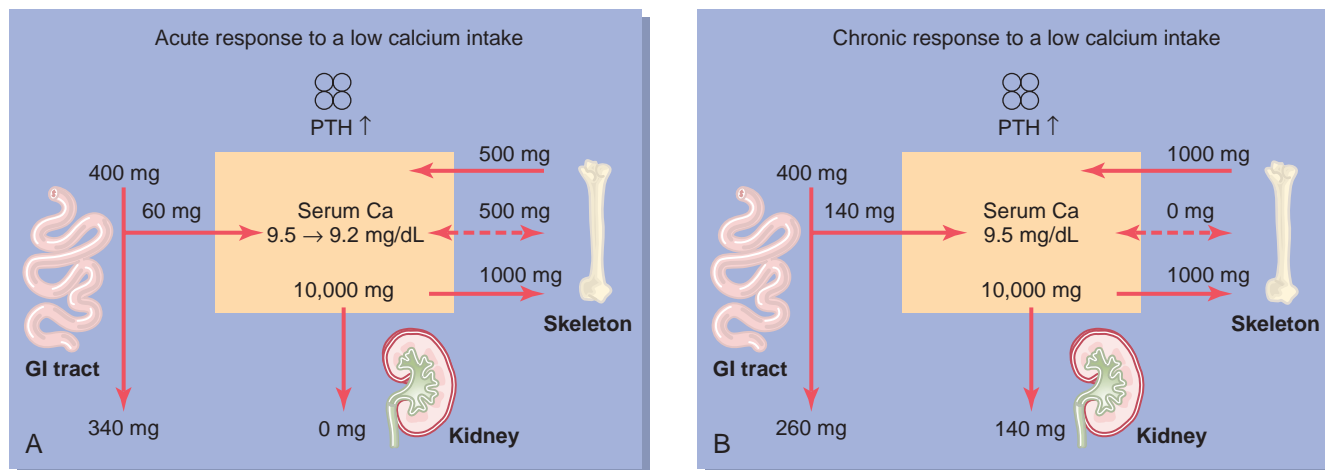 Acute response to a low calcium intake
PTH ↑
500 mg
400 mg
60 mg
Serum Ca
9.5 → 9.2 mg/dL
500 mg
10,000 mg
1000 mg
Skeleton
GI tract
340 mg
0 mg
Kidney
A
Chronic response to a low calcium intake
PTH ↑
1000 mg
400 mg
140 mg
Serum Ca
9.5 mg/dL
0 mg
10,000 mg
1000 mg
Skeleton
GI tract
260 mg
140 mg
Kidney
B